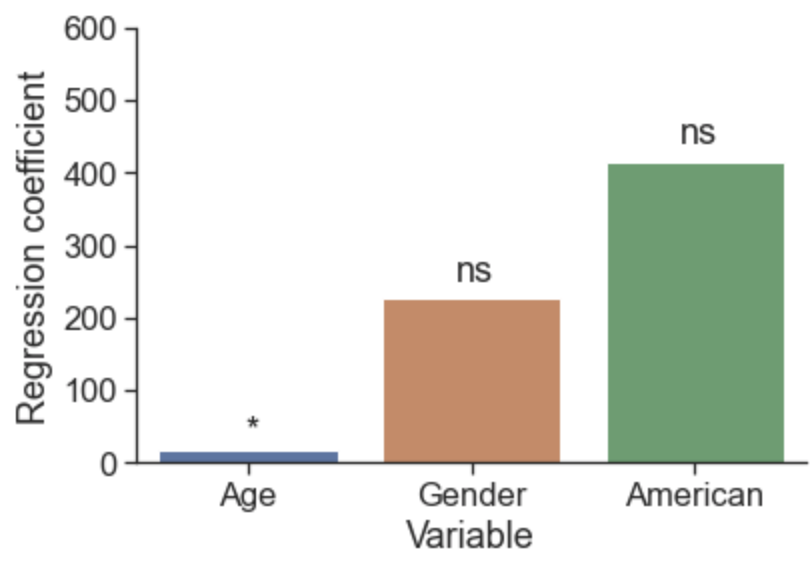 600
500
400
300
200
100
0
Regression coefficient
*
ns
ns
Age
Gender
American
Variable